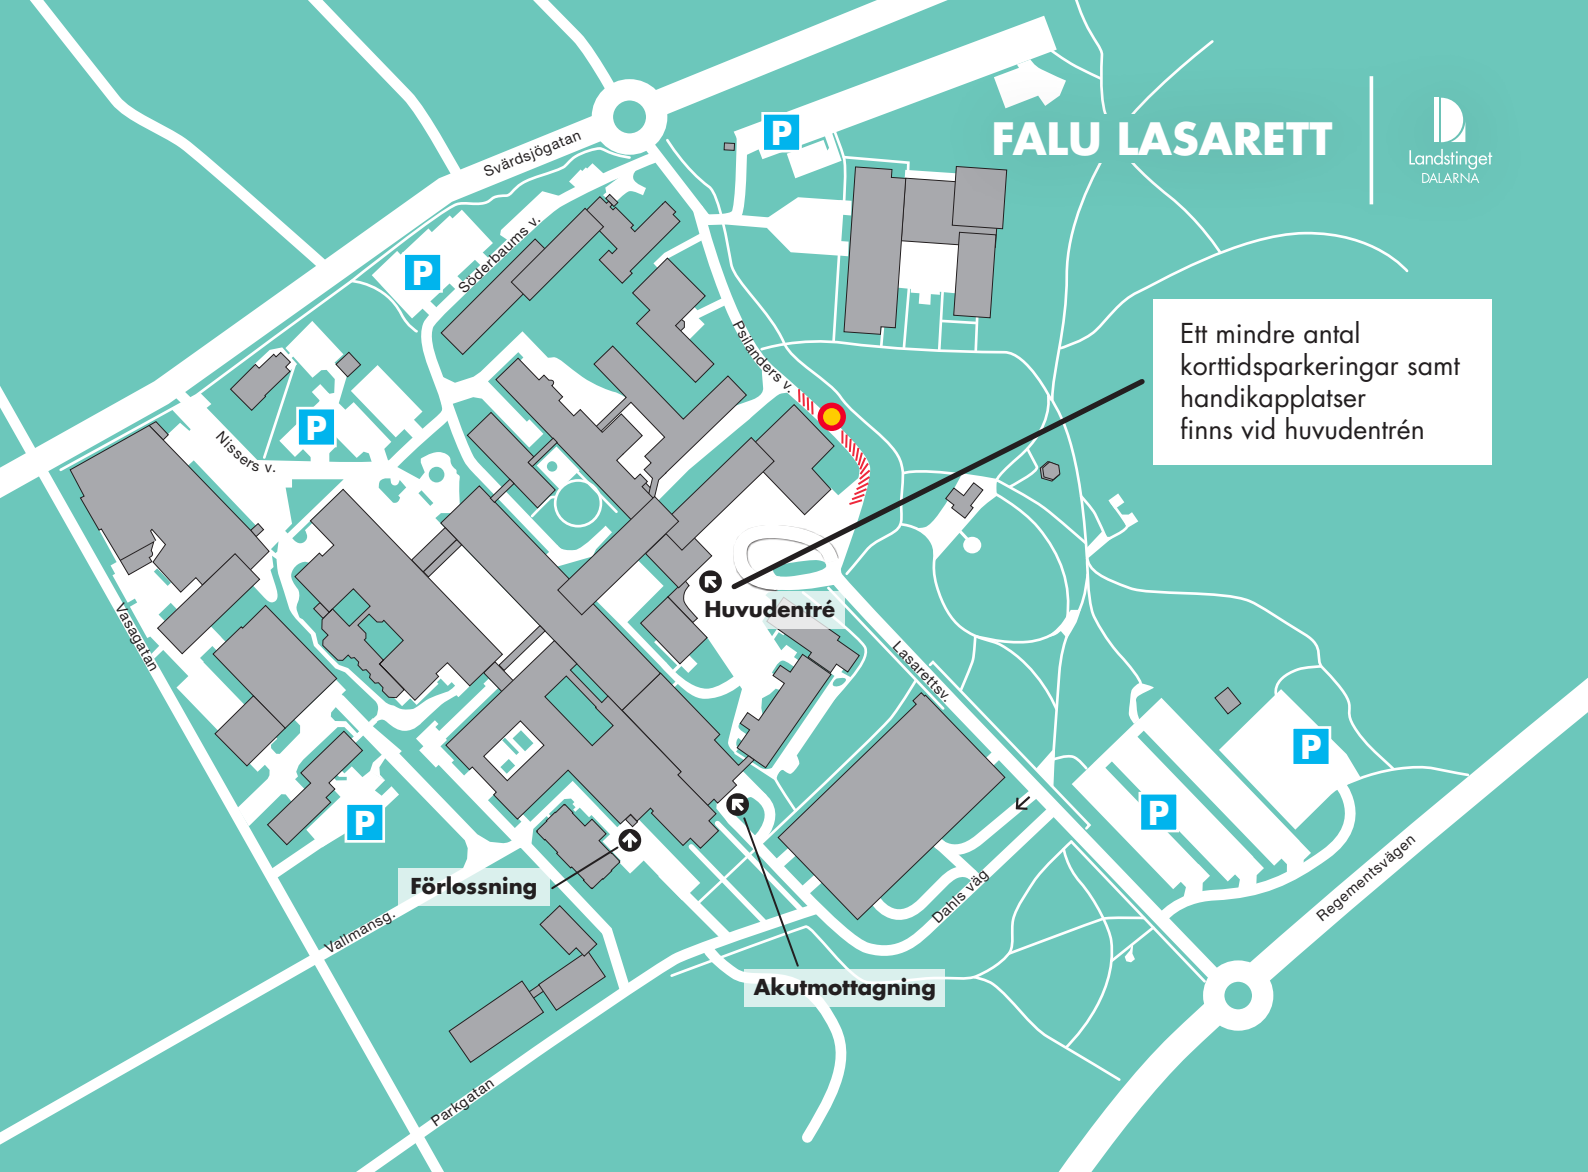 FALU LASARETT
Landstinget
DALARNA
Svärdsjögatan
P
P
Söderbaums v.
Psilanders v.
Ett mindre antal
korttidsparkeringar samt
handikapplatser
finns vid huvudentrén
P
Nissers v.
Huvudentré
Vasagatan
Lasarettsv.
P
P
P
Förlossning
Dahls väg
Regementsvägen
Vallmansg.
Akutmottagning
Parkgatan